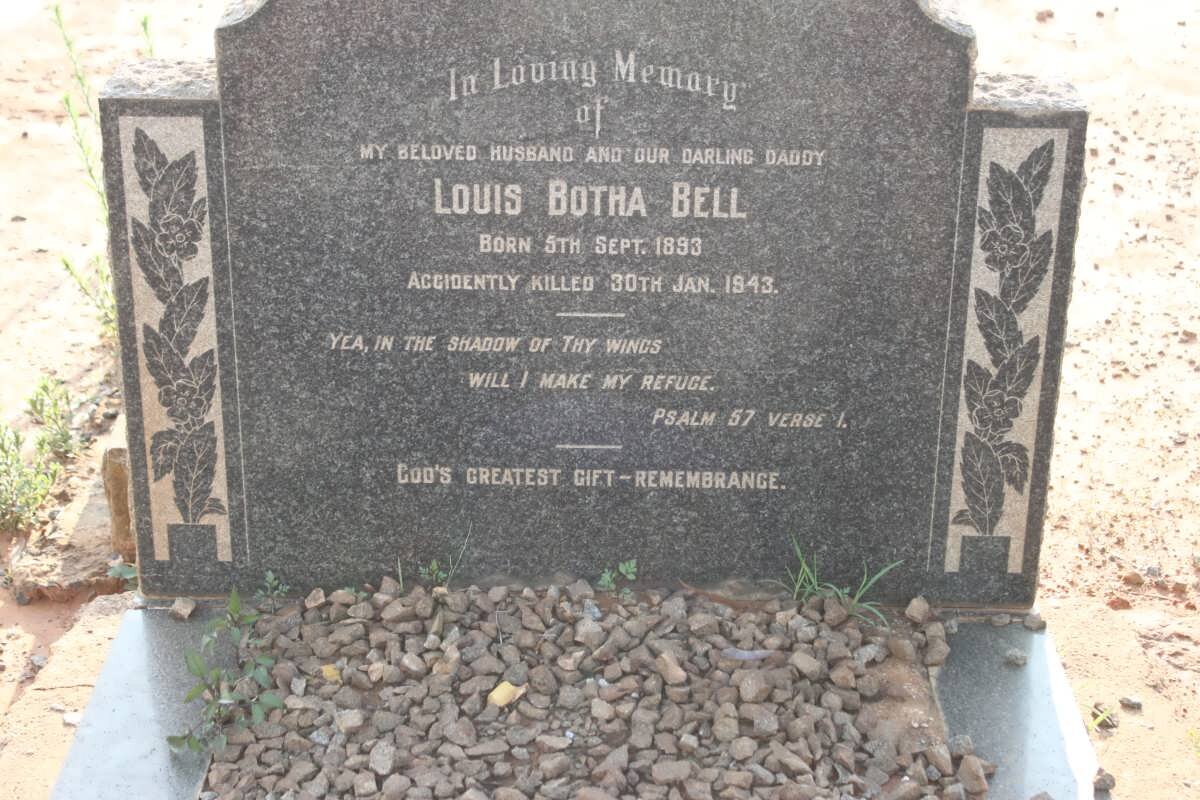 In Loving Memory
of
MY BELOVED HUSBAND AND OUR DARLING DADDY
LOUIS BOTHA BELL
BORN 5TH SEPT. 1893
ACCIDENTLY KILLED 30TH JAN. 1943.
YEA, IN THE SHADOW OF THY WINGS
WILL I MAKE MY REFUGE.
PSALM 57 VERSE 1.
GOD'S GREATEST GIFT - REMEMBRANCE.